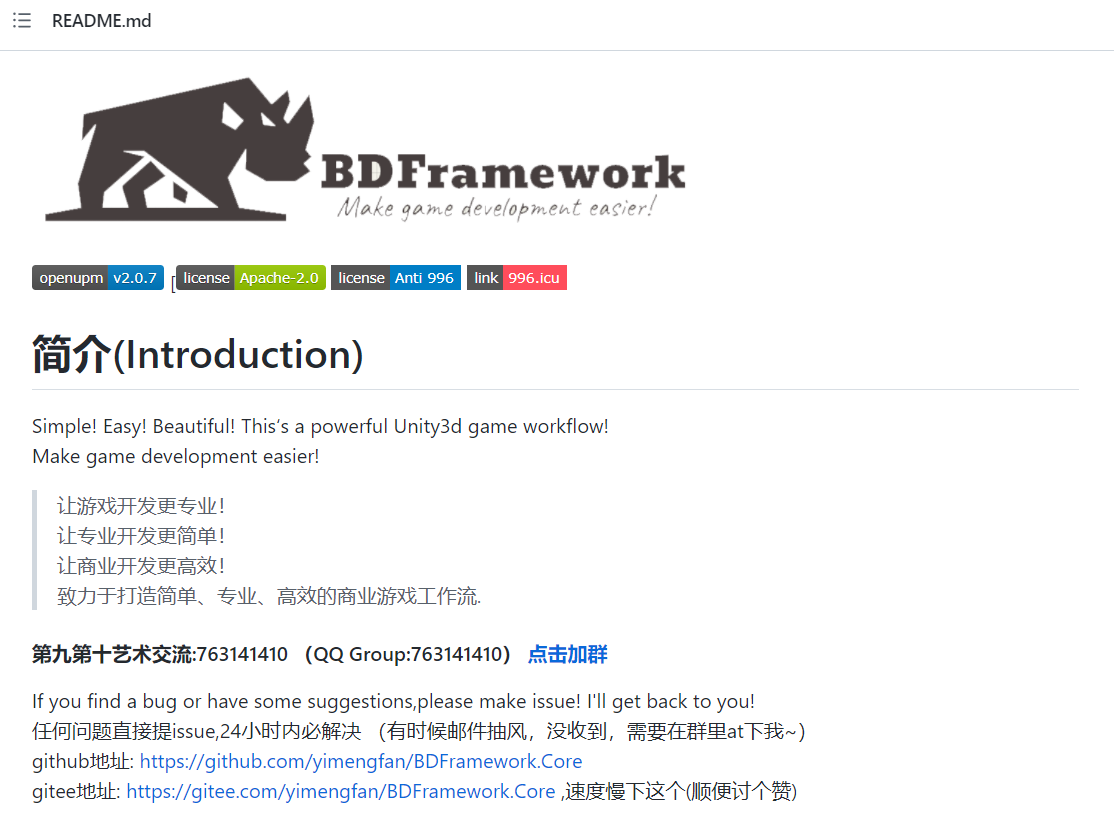 README.md
BDFramework
Make game development easier!
openupm v2.0.7 [license Apache-2.0 license Anti 996 link 996.icu
简介(Introduction)
Simple! Easy! Beautiful! This's a powerful Unity3d game workflow!
Make game development easier!
让游戏开发更专业！
让专业开发更简单！
让商业开发更高效！
致力于打造简单、专业、高效的商业游戏工作流.
第九第十艺术交流:763141410 （QQ Group:763141410） 点击加群
If you find a bug or have some suggestions,please make issue! I'll get back to you!
任何问题直接提issue,24小时内必解决 （有时候邮件抽风，没收到，需要在群里at下我~）
github地址: https://github.com/yimengfan/BDFramework.Core
gitee地址: https://gitee.com/yimengfan/BDFramework.Core ,速度慢下这个(顺便讨个赞)